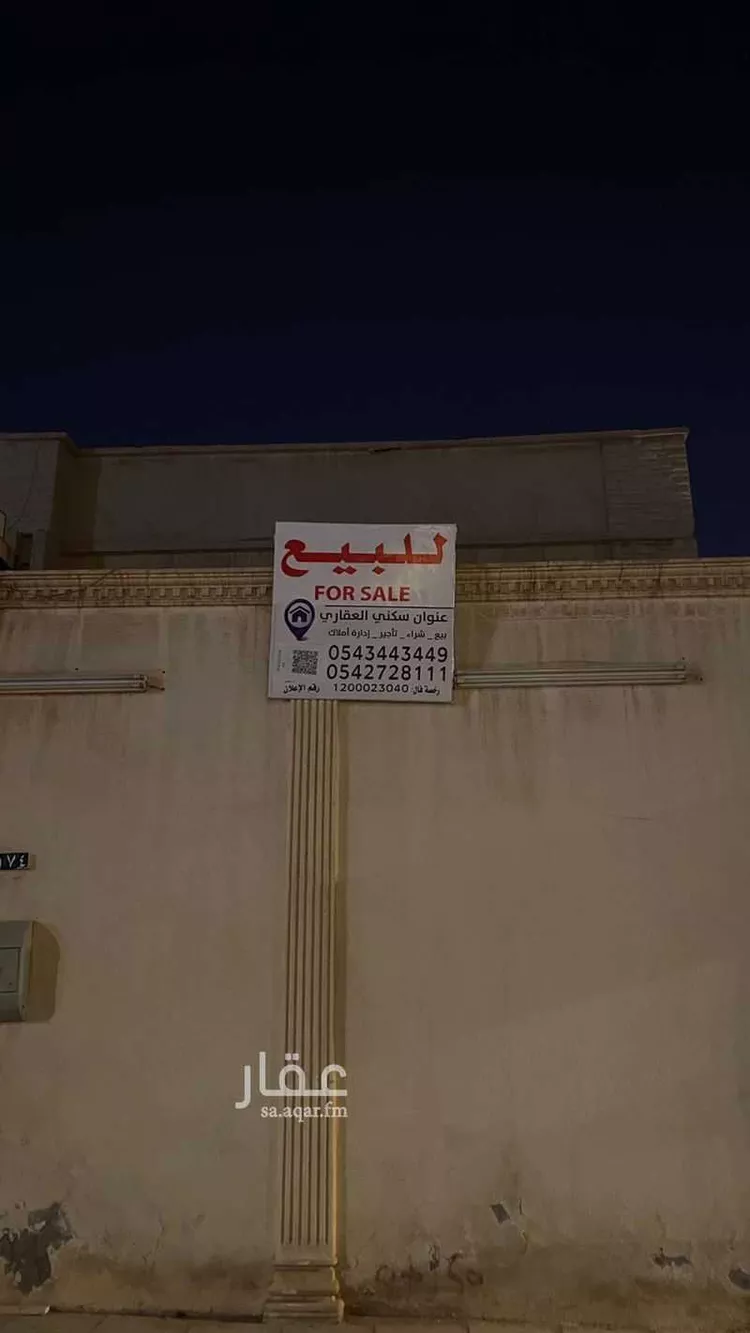 للبيع
FOR SALE
عنوان سكني العقاري
بيع _ شراء _ تأجير _ إدارة أملاك
0543443449
0542728111
رخصة فال: 1200023040 رقم الإعلان
٧٤
عقار
sa.aqar.fm